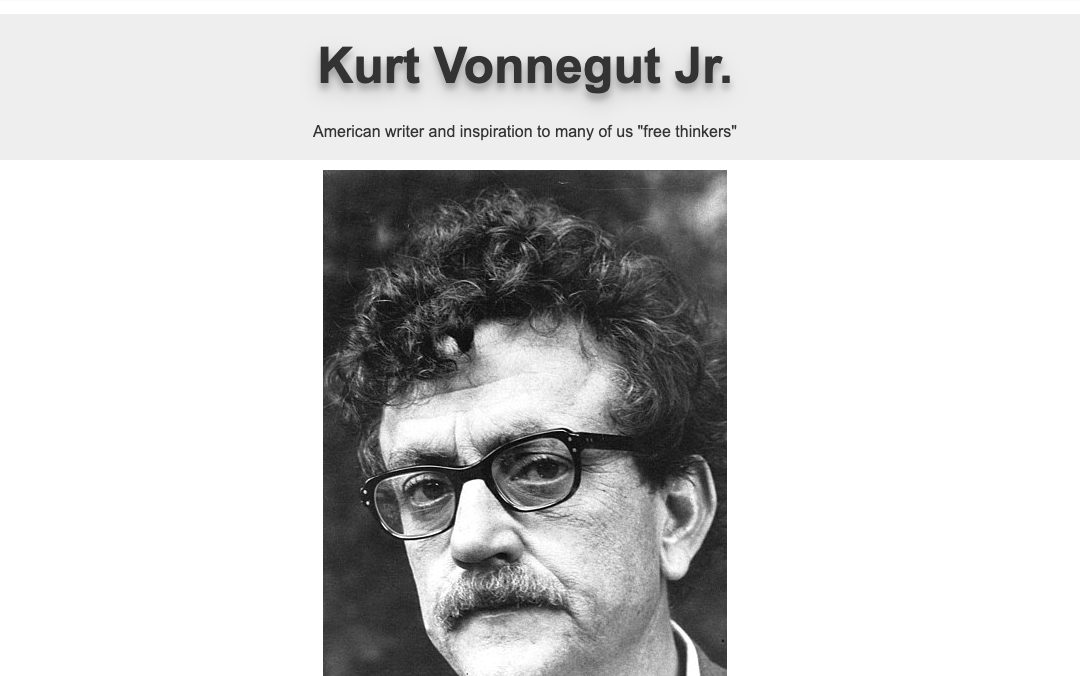 Kurt Vonnegut Jr.
American writer and inspiration to many of us "free thinkers"